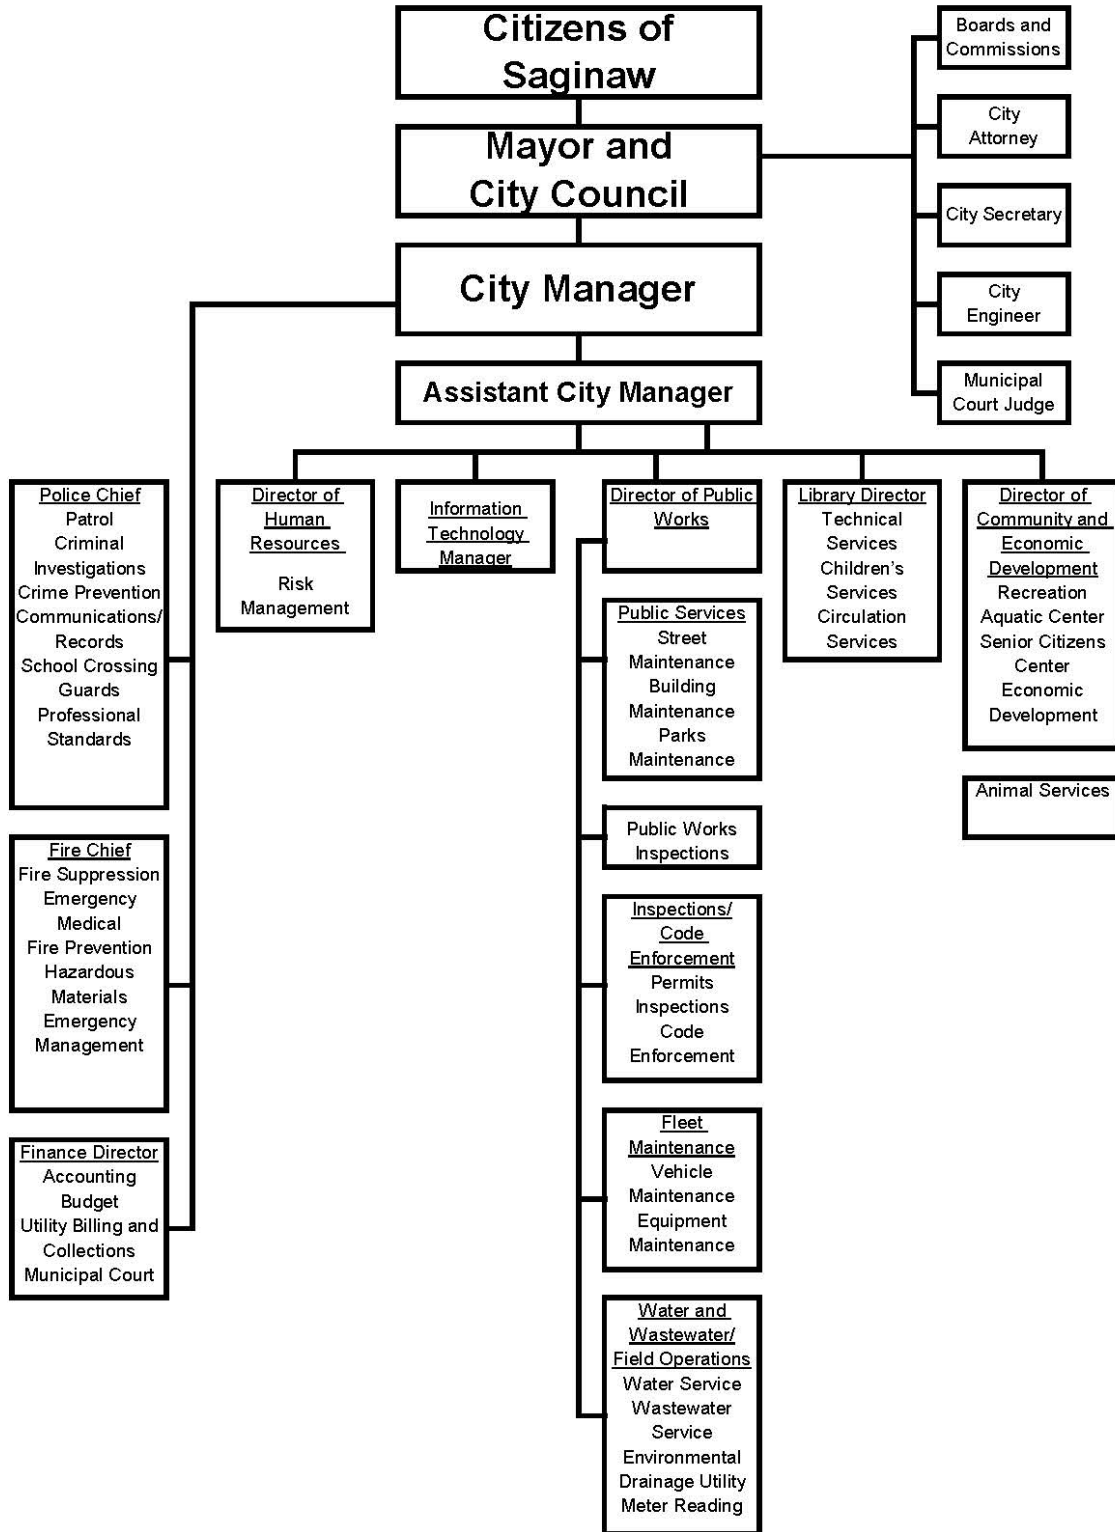 Citizens of
Saginaw
Mayor and
City Council
City Manager
Assistant City Manager
Boards and
Commissions
City
Attorney
City Secretary
City
Engineer
Municipal
Court Judge
Police Chief
Patrol
Criminal
Investigations
Crime Prevention
Communications/
Records
School Crossing
Guards
Professional
Standards
Fire Chief
Fire Suppression
Emergency
Medical
Fire Prevention
Hazardous
Materials
Emergency
Management
Finance Director
Accounting
Budget
Utility Billing and
Collections
Municipal Court
Director of
Human
Resources
Risk
Management
Information
Technology
Manager
Director of Public
Works
Public Services
Street
Maintenance
Building
Maintenance
Parks
Maintenance
Public Works
Inspections
Inspections/
Code
Enforcement
Permits
Inspections
Code
Enforcement
Fleet
Maintenance
Vehicle
Maintenance
Equipment
Maintenance
Water and
Wastewater/
Field Operations
Water Service
Wastewater
Service
Environmental
Drainage Utility
Meter Reading
Library Director
Technical
Services
Children's
Services
Circulation
Services
Director of
Community and
Economic
Development
Recreation
Aquatic Center
Senior Citizens
Center
Economic
Development
Animal Services